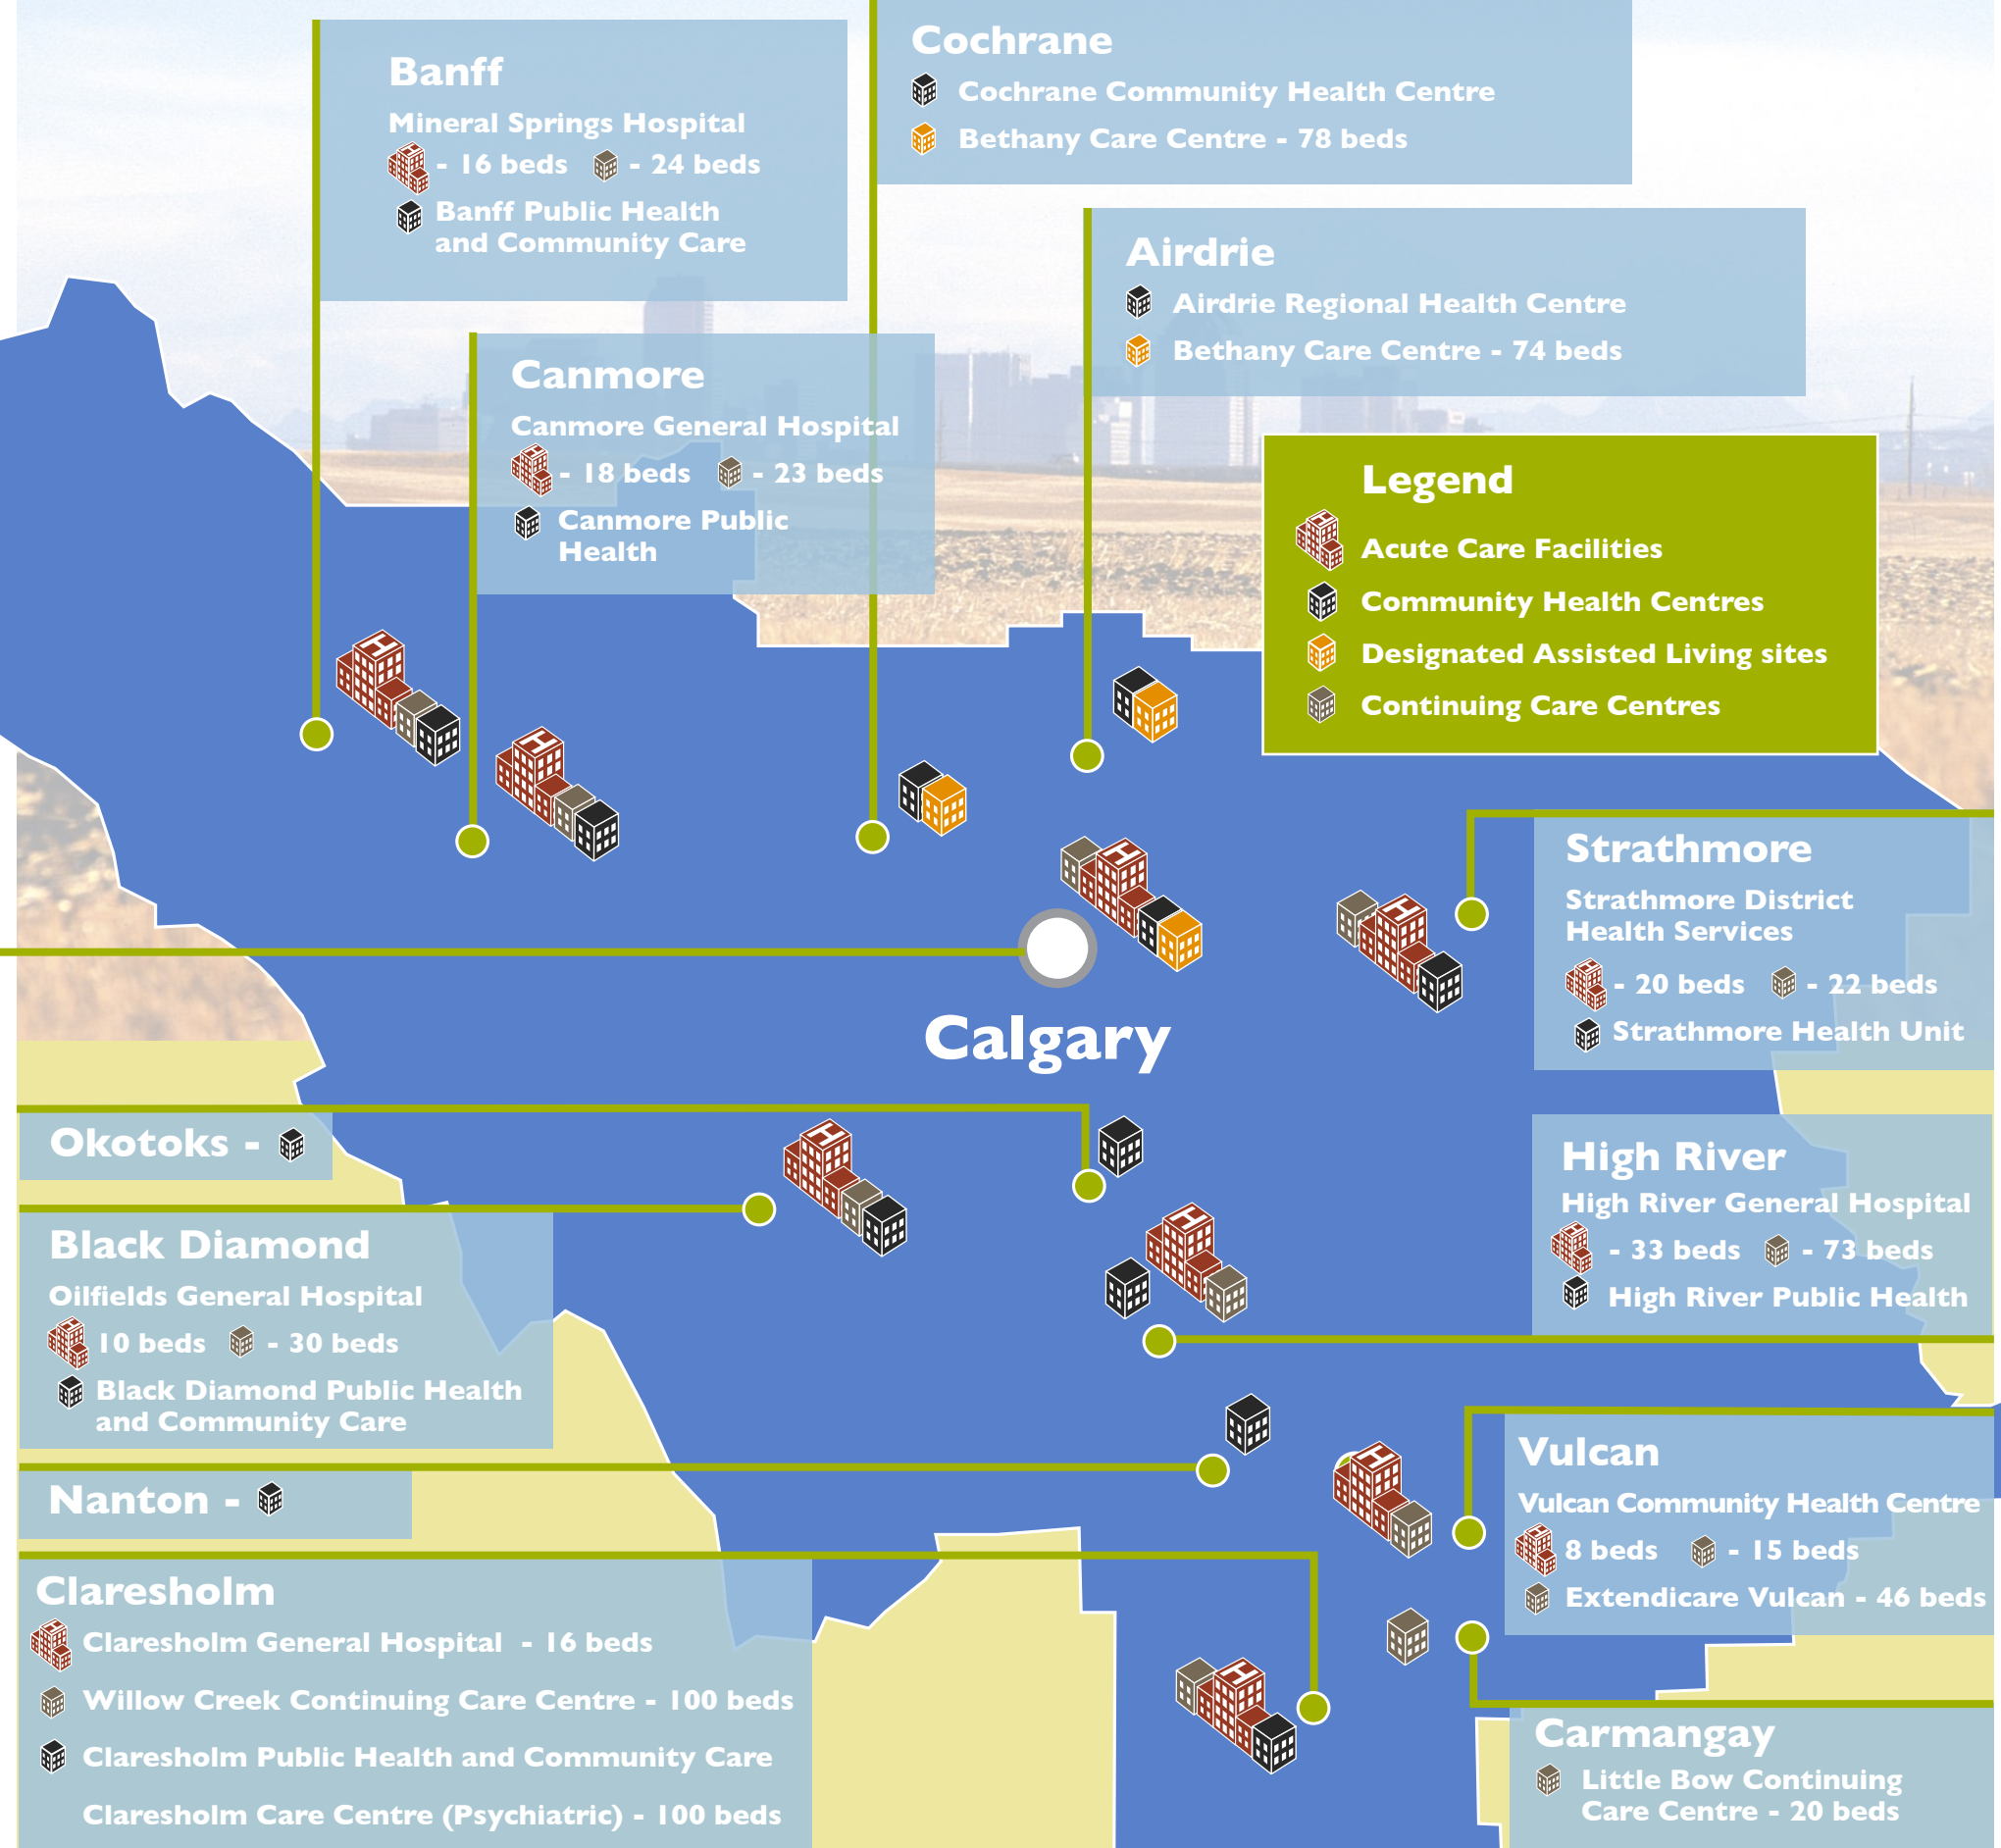 Banff
Mineral Springs Hospital
- 16 beds - 24 beds
Banff Public Health
and Community Care
Cochrane
Cochrane Community Health Centre
Bethany Care Centre - 78 beds
Airdrie
Airdrie Regional Health Centre
Bethany Care Centre - 74 beds
Canmore
Canmore General Hospital
- 18 beds - 23 beds
Canmore Public
Health
Legend
Acute Care Facilities
Community Health Centres
Designated Assisted Living sites
Continuing Care Centres
Strathmore
Strathmore District
Health Services
- 20 beds - 22 beds
Strathmore Health Unit
Calgary
Okotoks -
High River
High River General Hospital
- 33 beds - 73 beds
High River Public Health
Black Diamond
Oilfields General Hospital
10 beds - 30 beds
Black Diamond Public Health
and Community Care
Nanton -
Vulcan
Vulcan Community Health Centre
8 beds - 15 beds
Extendicare Vulcan - 46 beds
Claresholm
Claresholm General Hospital - 16 beds
Willow Creek Continuing Care Centre - 100 beds
Claresholm Public Health and Community Care
Claresholm Care Centre (Psychiatric) - 100 beds
Carmangay
Little Bow Continuing
Care Centre - 20 beds